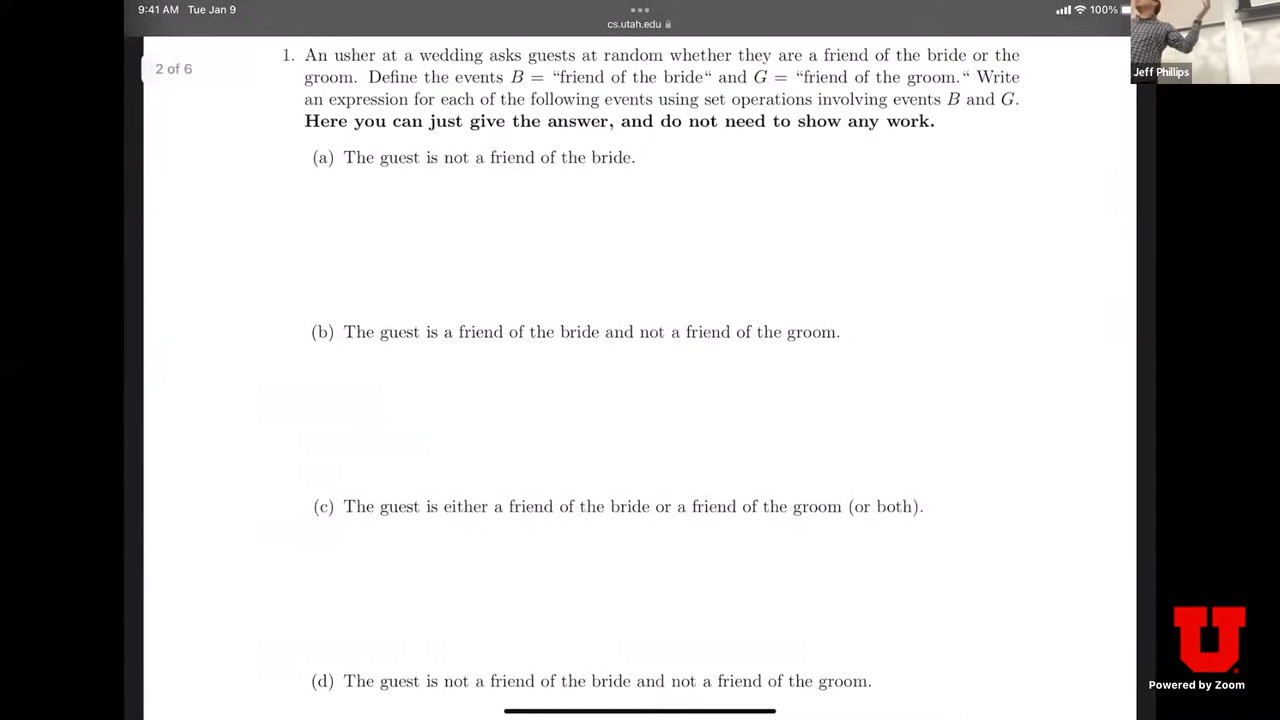 9:41 AM Tue Jan 9
cs.utah.edu
100%
2 of 6
Jeff Phillips
1. An usher at a wedding asks guests at random whether they are a friend of the bride or the
groom. Define the events B = “friend of the bride“ and G = “friend of the groom.“ Write
an expression for each of the following events using set operations involving events B and G.
Here you can just give the answer, and do not need to show any work.
(a) The guest is not a friend of the bride.
(b) The guest is a friend of the bride and not a friend of the groom.
(c) The guest is either a friend of the bride or a friend of the groom (or both).
(d) The guest is not a friend of the bride and not a friend of the groom.
U
Powered by Zoom